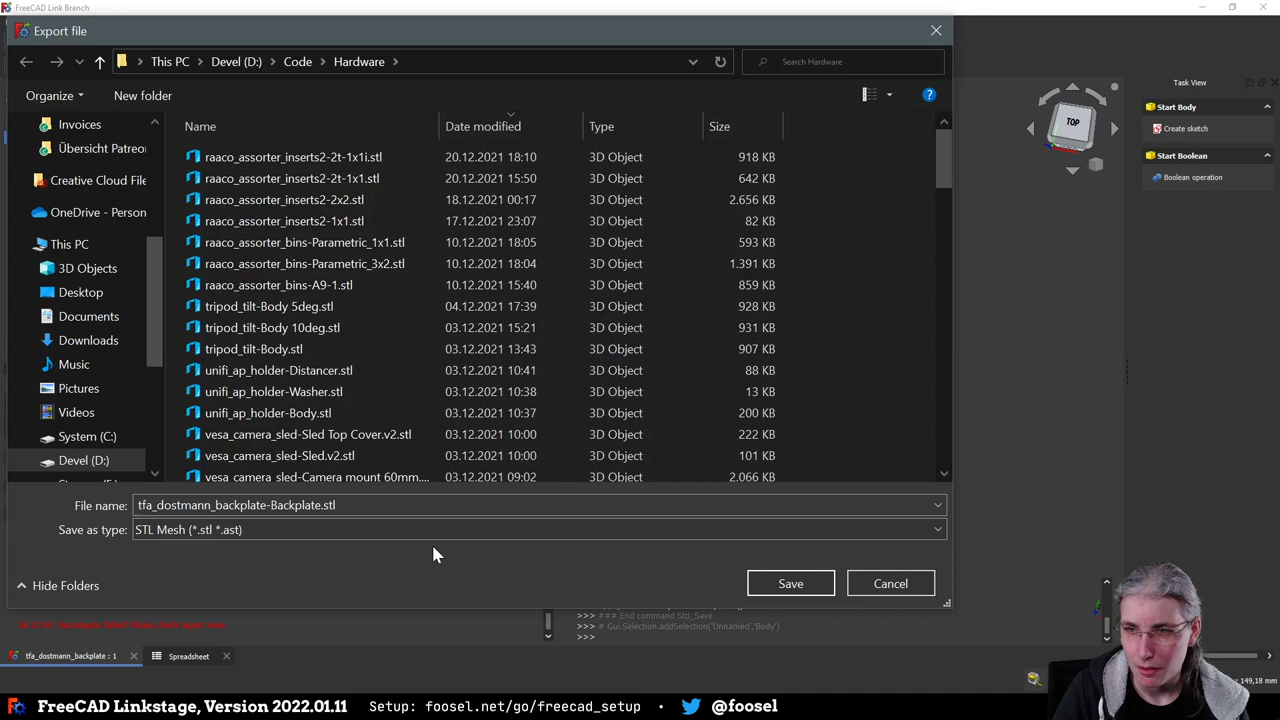 FreeCAD Link Branch
Export file
This PC
Devel (D:)
Code
Hardware
Search Hardware
Organize
New folder
Name
Date modified
Type
Size
Invoices
Übersicht Patreo
Creative Cloud File
OneDrive - Person
This PC
3D Objects
Desktop
Documents
Downloads
Music
Pictures
Videos
System (C:)
Devel (D:)
raaco_assorter_inserts2-2t-1x1i.stl 20.12.2021 18:10 3D Object 918 KB
raaco_assorter_inserts2-2t-1x1.stl 20.12.2021 15:50 3D Object 642 KB
raaco_assorter_inserts2-2x2.stl 18.12.2021 00:17 3D Object 2.656 KB
raaco_assorter_inserts2-1x1.stl 17.12.2021 23:07 3D Object 82 KB
raaco_assorter_bins-Parametric_1x1.stl 10.12.2021 18:05 3D Object 593 KB
raaco_assorter_bins-Parametric_3x2.stl 10.12.2021 18:04 3D Object 1.391 KB
raaco_assorter_bins-A9-1.stl 10.12.2021 15:40 3D Object 859 KB
tripod_tilt-Body 5deg.stl 04.12.2021 17:39 3D Object 928 KB
tripod_tilt-Body 10deg.stl 03.12.2021 15:21 3D Object 931 KB
tripod_tilt-Body.stl 03.12.2021 13:43 3D Object 907 KB
unifi_ap_holder-Distancer.stl 03.12.2021 10:41 3D Object 88 KB
unifi_ap_holder-Washer.stl 03.12.2021 10:38 3D Object 13 KB
unifi_ap_holder-Body.stl 03.12.2021 10:37 3D Object 200 KB
vesa_camera_sled-Sled Top Cover.v2.stl 03.12.2021 10:00 3D Object 222 KB
vesa_camera_sled-Sled.v2.stl 03.12.2021 10:00 3D Object 101 KB
vesa_camera_sled-Camera mount 60mm.... 03.12.2021 09:02 3D Object 2.066 KB
File name: tfa_dostmann_backplate-Backplate.stl
Save as type: STL Mesh (*.stl *.ast)
Hide Folders
Save
Cancel
TOP
Task View
Start Body
Create sketch
Start Boolean
Boolean operation
>>> ### End command Std_Save
>>> # Gui.Selection.addSelection('Unnamed','Body')
>>>
tfa_dostmann_backplate : 1
Spreadsheet
x 149,18 mm
FreeCAD Linkstage, Version 2022.01.11 Setup: foosel.net/go/freecad_setup • @foosel